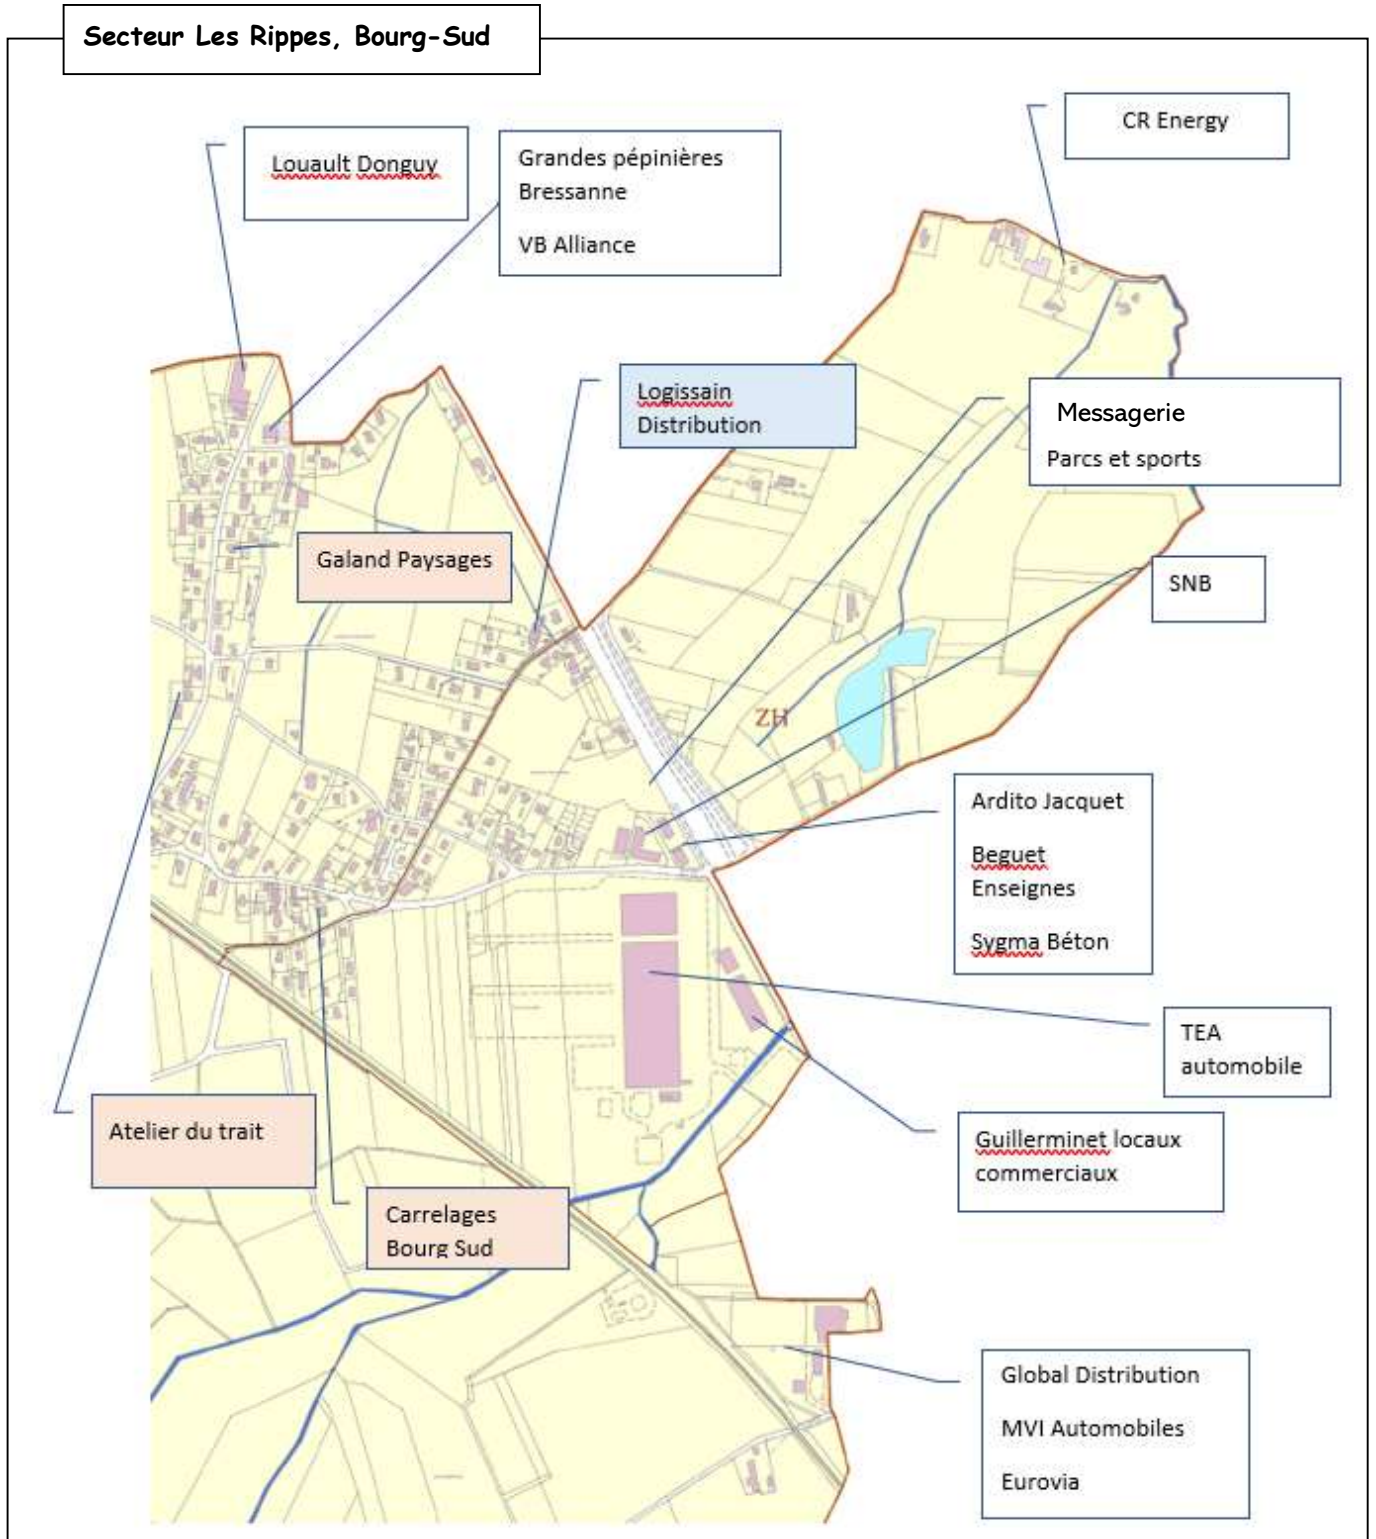 Secteur Les Rippes, Bourg-Sud
CR Energy
Louault Donguy
Grandes pépinières
Bressanne
VB Alliance
Logissain
Distribution
Messagerie
Parcs et sports
Galand Paysages
SNB
ZH
Ardito Jacquet
Beguet
Enseignes
Sygma Béton
TEA
automobile
Atelier du trait
Guillerminet locaux
commerciaux
Carrelages
Bourg Sud
Global Distribution
MVI Automobiles
Eurovia